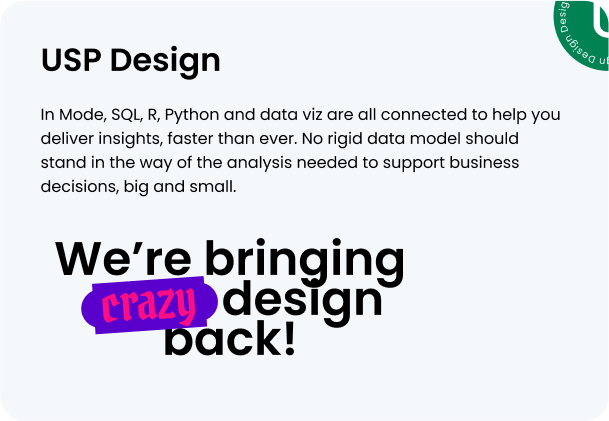 USP Design
In Mode, SQL, R, Python and data viz are all connected to help you
deliver insights, faster than ever. No rigid data model should
stand in the way of the analysis needed to support business
decisions, big and small.
We’re bringing
crazy design
back!
Design Design